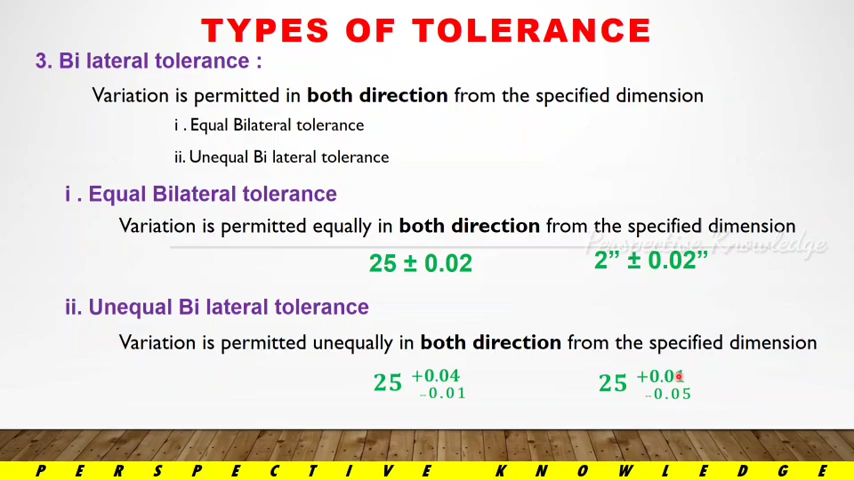 TYPES OF TOLERANCE
3. Bi lateral tolerance :
Variation is permitted in both direction from the specified dimension
i . Equal Bilateral tolerance
ii. Unequal Bi lateral tolerance
i . Equal Bilateral tolerance
Variation is permitted equally in both direction from the specified dimension
Perspective Knowledge
25 ± 0.02 2” ± 0.02”
ii. Unequal Bi lateral tolerance
Variation is permitted unequally in both direction from the specified dimension
25 +0.04 −0.01 25 −0.05
PERSPECTIVE KNOWLEDGE